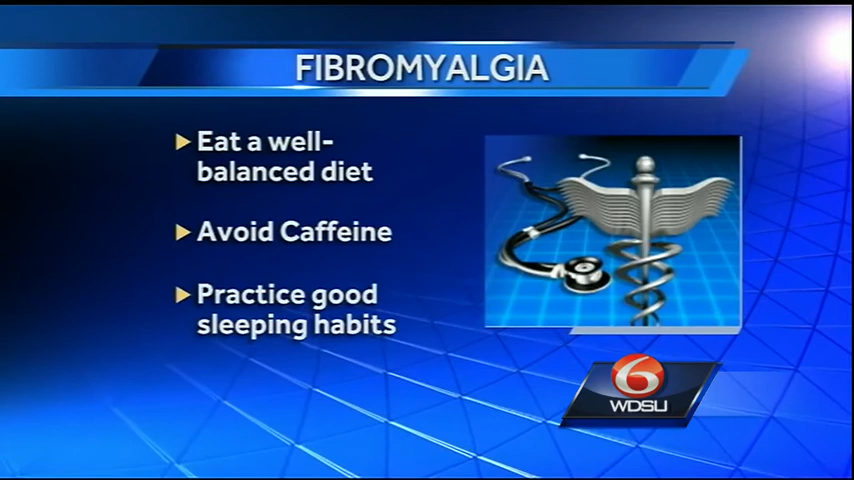 FIBROMYALGIA
Eat a well-
balanced diet
Avoid Caffeine
Practice good
sleeping habits
6
WDSU